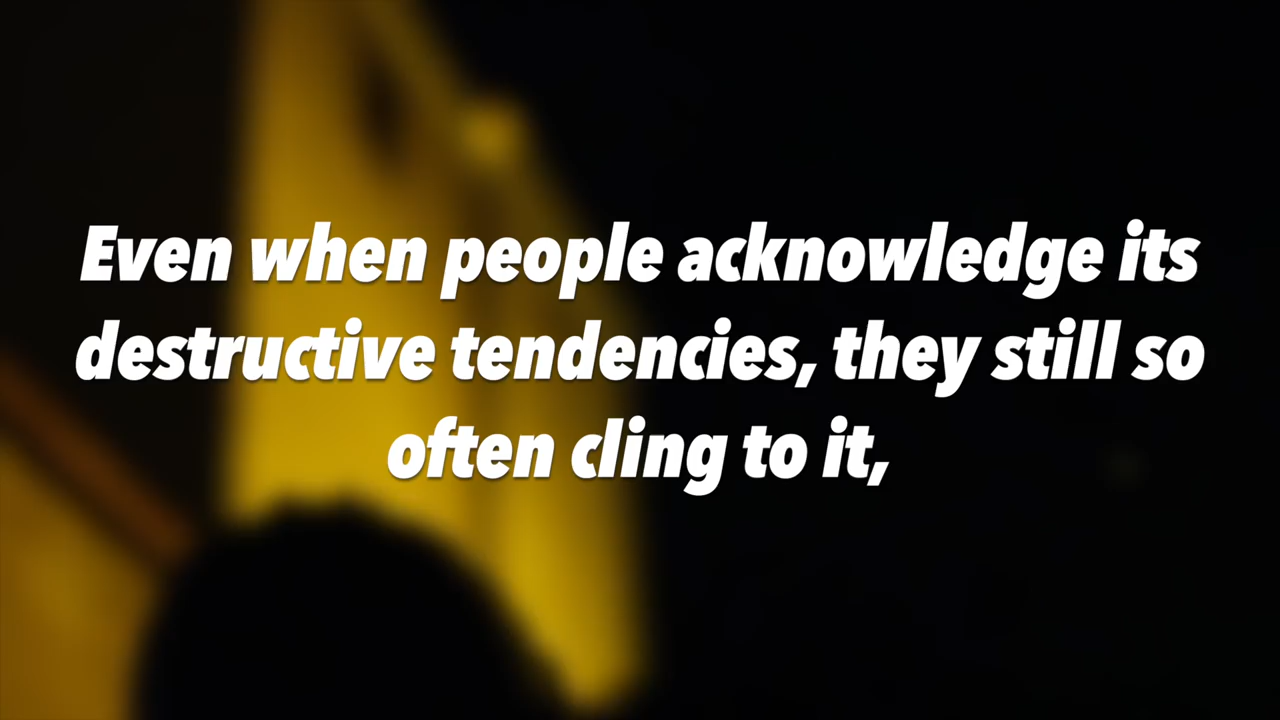 Even when people acknowledge its
destructive tendencies, they still so
often cling to it,